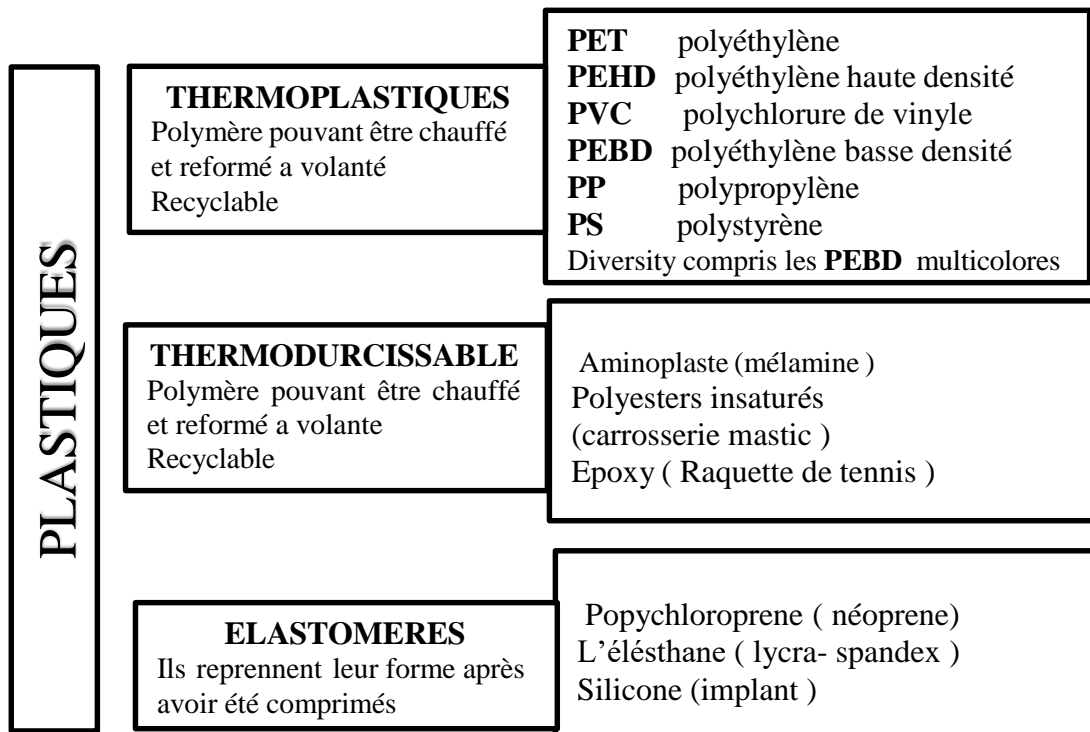 PLASTIQUES
THERMOPLASTIQUES
Polymère pouvant être chauffé
et reformé a volanté
Recyclable
PET polyéthylène
PEHD polyéthylène haute densité
PVC polychlorure de vinyle
PEBD polyéthylène basse densité
PP polypropylène
PS polystyrène
Diversity compris les PEBD multicolores
THERMODURCISSABLE
Polymère pouvant être chauffé
et reformé a volante
Recyclable
Aminoplaste (mélamine )
Polyesters insaturés
(carrosserie mastic )
Epoxy ( Raquette de tennis )
ELASTOMERES
Ils reprennent leur forme après
avoir été comprimés
Popychloroprene ( néoprene)
L'élésthane ( lycra- spandex )
Silicone (implant )